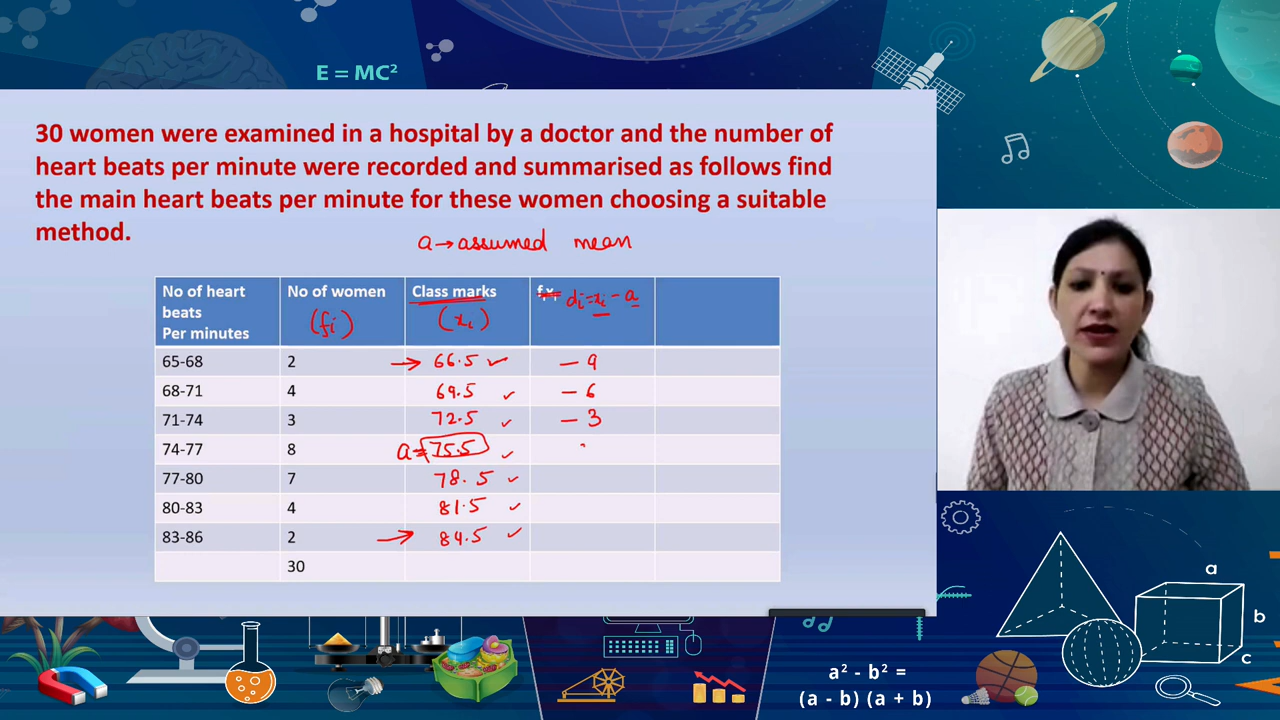 E = MC²
30 women were examined in a hospital by a doctor and the number of
heart beats per minute were recorded and summarised as follows find
the main heart beats per minute for these women choosing a suitable
method.
a→assumed mean
No of heart beats Per minutes | No of women (fi) | Class marks (xi) | fixi di=xi-a
65-68 | 2 | → 66.5 ✓ | -9
68-71 | 4 | 69.5 ✓ | -6
71-74 | 3 | 72.5 ✓ | -3
74-77 | 8 | a=75.5 ✓
77-80 | 7 | 78.5 ✓
80-83 | 4 | 81.5 ✓
83-86 | 2 | → 84.5 ✓
30
a
b
c
a² - b² =
(a - b) (a + b)